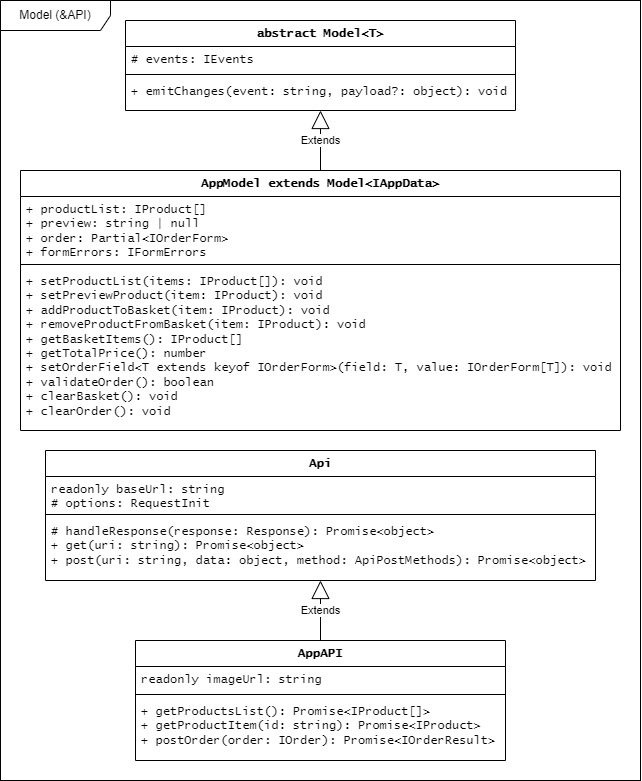 Model (&API)
abstract Model<T>
# events: IEvents
+ emitChanges(event: string, payload?: object): void
Extends
AppModel extends Model<IAppData>
+ productList: IProduct[]
+ preview: string | null
+ order: Partial<IOrderForm>
+ formErrors: IFormErrors
+ setProductList(items: IProduct[]): void
+ setPreviewProduct(item: IProduct): void
+ addProductToBasket(item: IProduct): void
+ removeProductFromBasket(item: IProduct): void
+ getBasketItems(): IProduct[]
+ getTotalPrice(): number
+ setOrderField<T extends keyof IOrderForm>(field: T, value: IOrderForm[T]): void
+ validateOrder(): boolean
+ clearBasket(): void
+ clearOrder(): void
Api
readonly baseUrl: string
# options: RequestInit
# handleResponse(response: Response): Promise<object>
+ get(uri: string): Promise<object>
+ post(uri: string, data: object, method: ApiPostMethods): Promise<object>
Extends
AppAPI
readonly imageUrl: string
+ getProductsList(): Promise<IProduct[]>
+ getProductItem(id: string): Promise<IProduct>
+ postOrder(order: IOrder): Promise<IOrderResult>